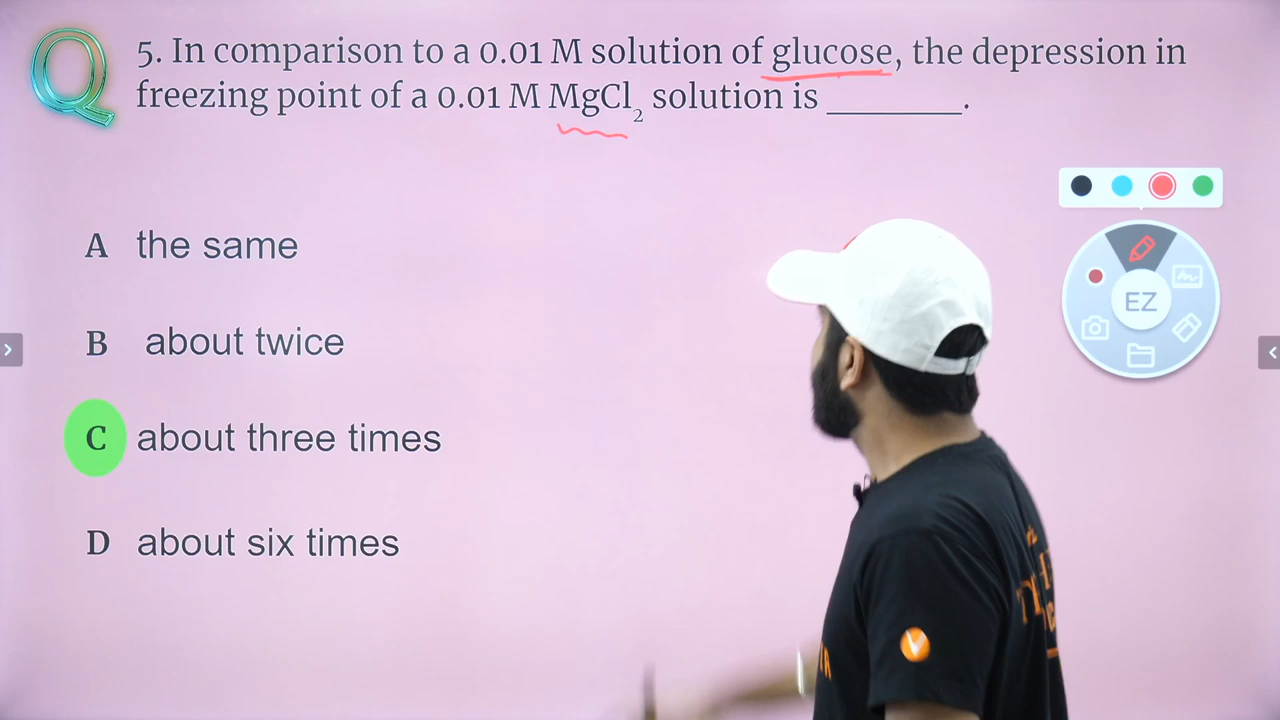 Q
5. In comparison to a 0.01 M solution of glucose, the depression in
freezing point of a 0.01 M MgCl₂ solution is ________.
A the same
B about twice
C about three times
D about six times
EZ